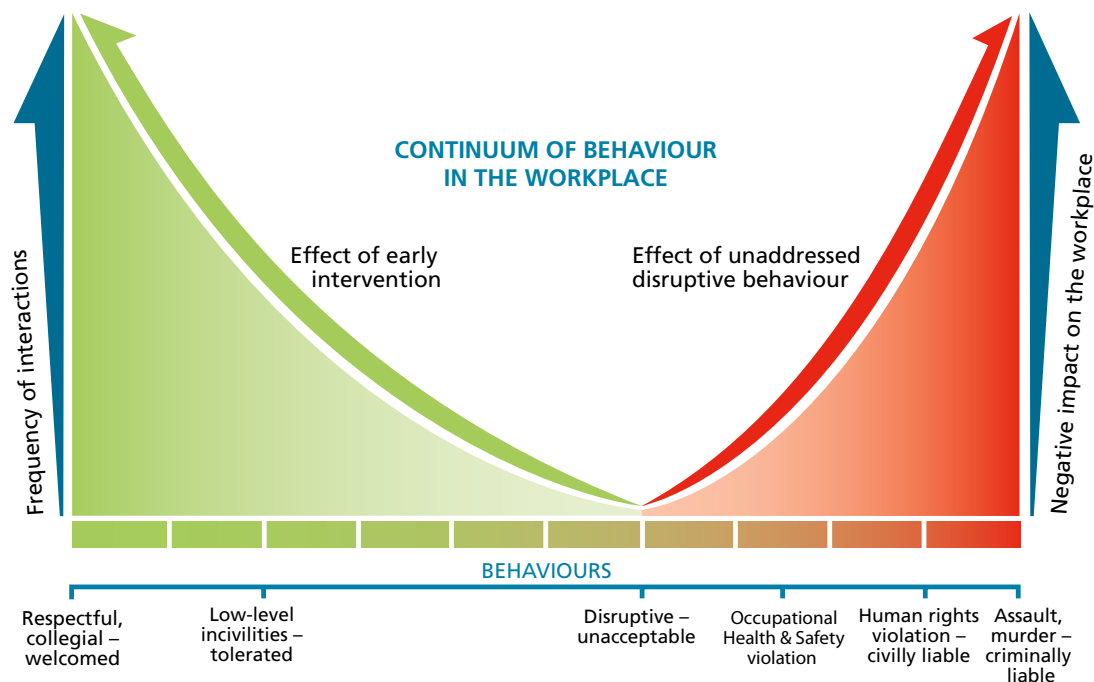 CONTINUUM OF BEHAVIOUR
IN THE WORKPLACE
Effect of early
intervention
Effect of unaddressed
disruptive behaviour
Frequency of interactions
Negative impact on the workplace
BEHAVIOURS
Respectful,
collegial –
welcomed
Low-level
incivilities –
tolerated
Disruptive –
unacceptable
Occupational
Health & Safety
violation
Human rights
violation –
civilly liable
Assault,
murder –
criminally
liable